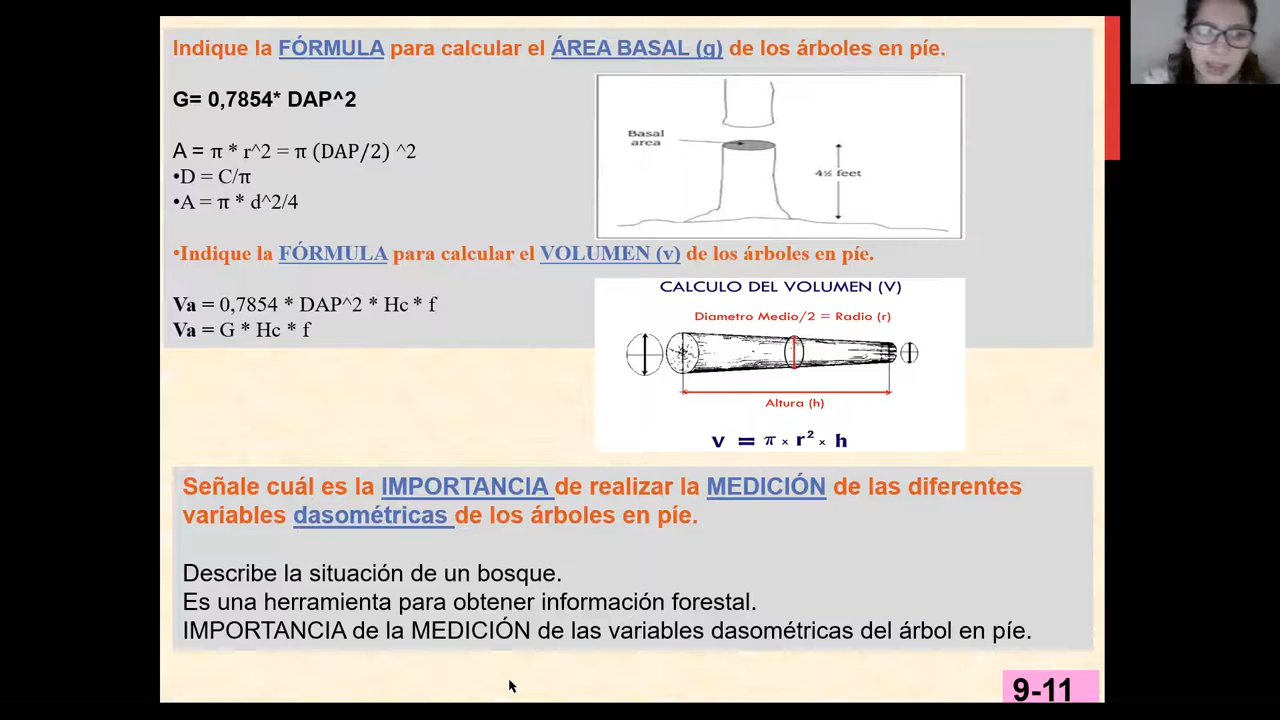 Indique la FÓRMULA para calcular el ÁREA BASAL (g) de los árboles en píe.
G= 0,7854* DAP^2
A = π * r^2 = π (DAP/2) ^2
•D = C/π
•A = π * d^2/4
Basal
area
4½ feet
•Indique la FÓRMULA para calcular el VOLUMEN (v) de los árboles en píe.
Va = 0,7854 * DAP^2 * Hc * f
Va = G * Hc * f
CALCULO DEL VOLUMEN (V)
Diametro Medio/2 = Radio (r)
Altura (h)
v = π × r² × h
Señale cuál es la IMPORTANCIA de realizar la MEDICIÓN de las diferentes
variables dasométricas de los árboles en píe.
Describe la situación de un bosque.
Es una herramienta para obtener información forestal.
IMPORTANCIA de la MEDICIÓN de las variables dasométricas del árbol en píe.
9-11